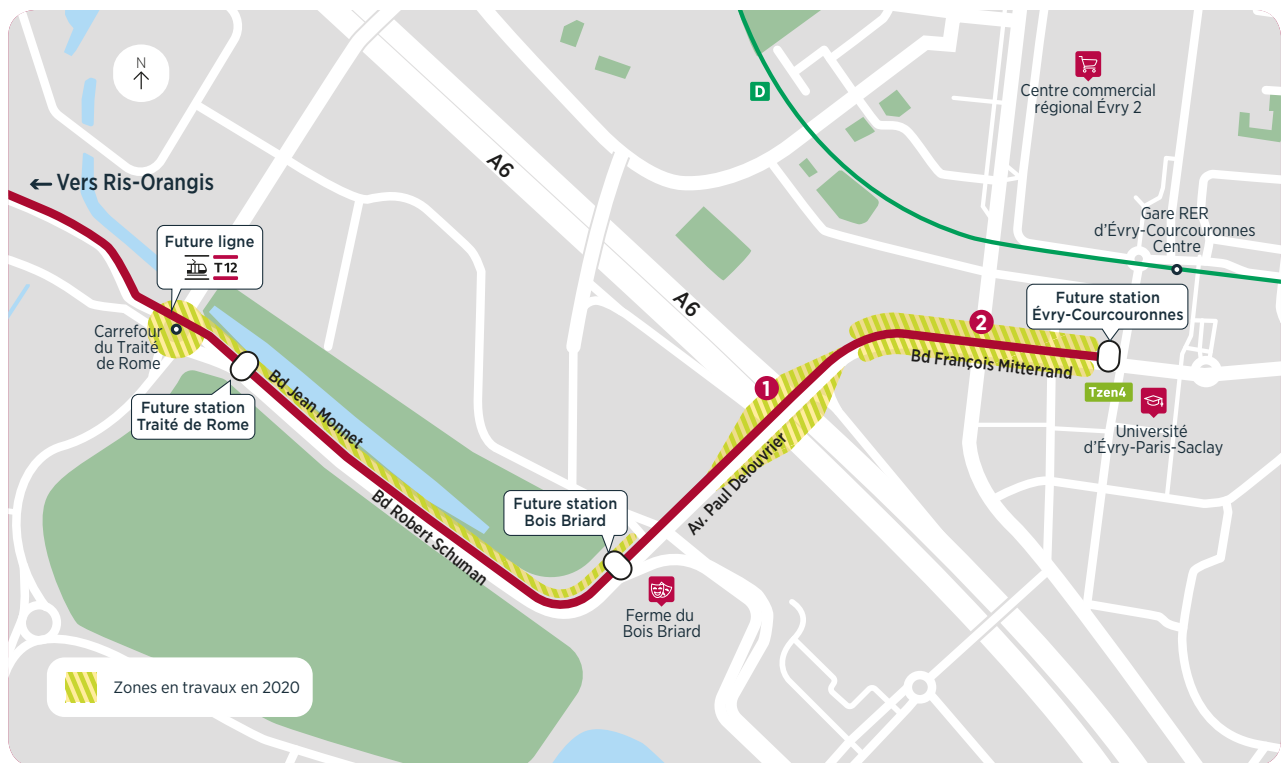 N
D
Centre commercial
régional Évry 2
A6
← Vers Ris-Orangis
Gare RER
d'Évry-Courcouronnes
Centre
Future ligne
T12
Future station
Évry-Courcouronnes
A6
2
Carrefour
du Traité
de Rome
Bd François Mitterrand
1
Tzen4
Bd Jean Monnet
Future station
Traité de Rome
Université
d'Évry-Paris-Saclay
Av. Paul Delouvrier
Bd Robert Schuman
Future station
Bois Briard
Ferme du
Bois Briard
Zones en travaux en 2020